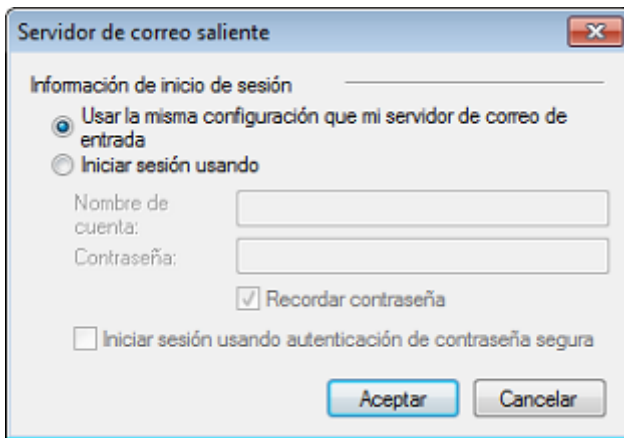 Servidor de correo saliente
Información de inicio de sesión
Usar la misma configuración que mi servidor de correo de
entrada
Iniciar sesión usando
Nombre de
cuenta:
Contraseña:
Recordar contraseña
Iniciar sesión usando autenticación de contraseña segura
Aceptar
Cancelar